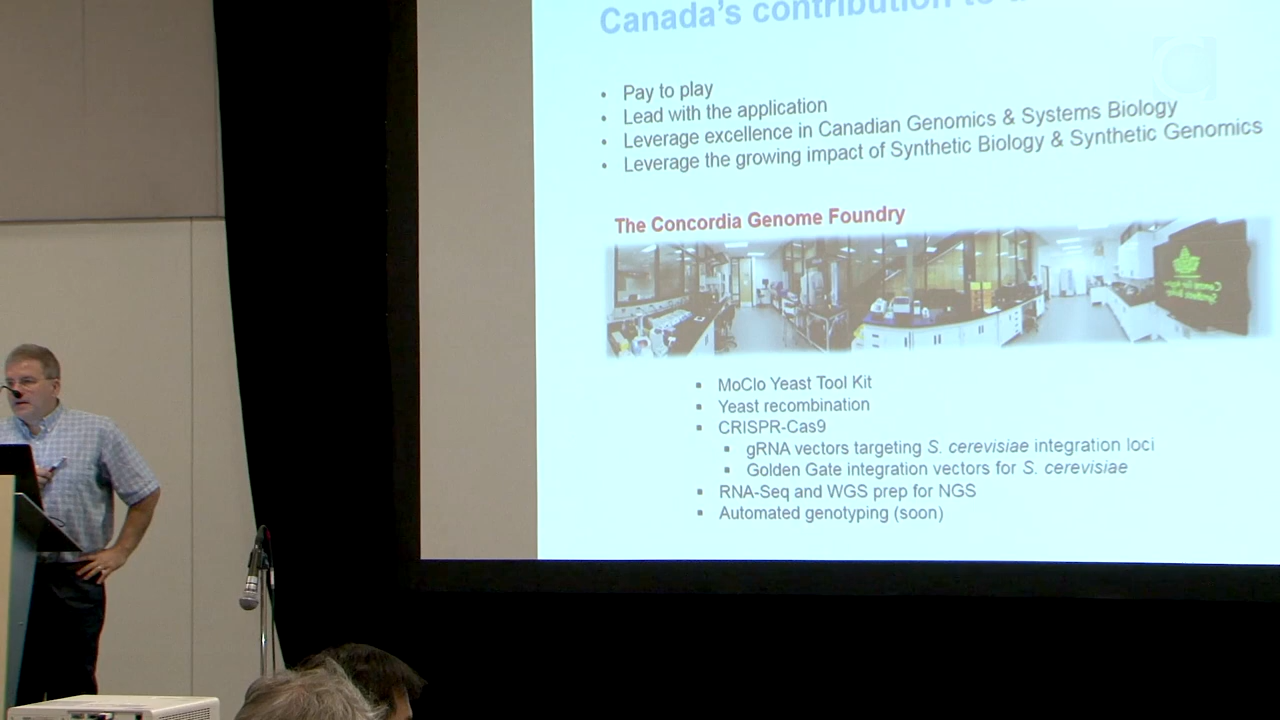 Canada's contribution to
• Pay to play
• Lead with the application
• Leverage excellence in Canadian Genomics & Systems Biology
• Leverage the growing impact of Synthetic Biology & Synthetic Genomics
The Concordia Genome Foundry
▪ MoClo Yeast Tool Kit
▪ Yeast recombination
▪ CRISPR-Cas9
▪ gRNA vectors targeting S. cerevisiae integration loci
▪ Golden Gate integration vectors for S. cerevisiae
▪ RNA-Seq and WGS prep for NGS
▪ Automated genotyping (soon)